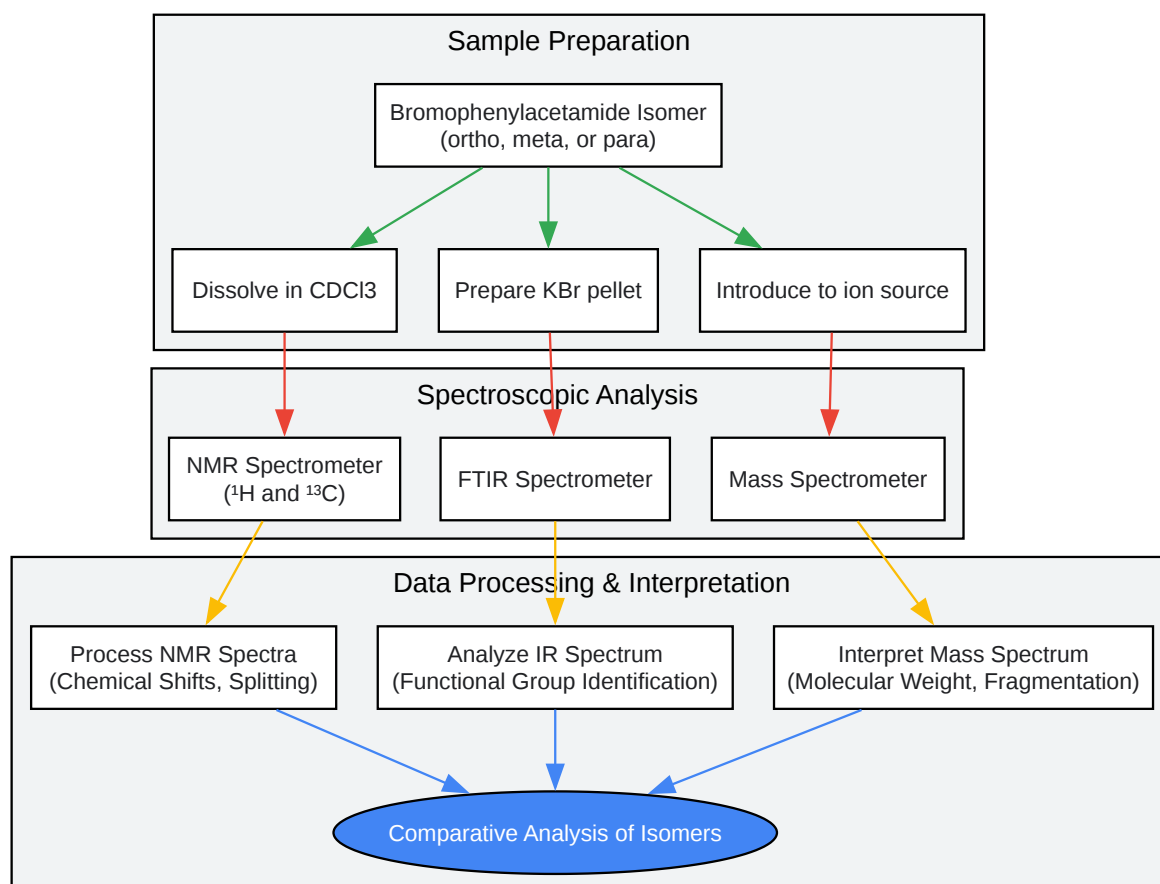 Sample Preparation
Bromophenylacetamide Isomer
(ortho, meta, or para)
Dissolve in CDCl3
Prepare KBr pellet
Introduce to ion source
Spectroscopic Analysis
NMR Spectrometer
(¹H and ¹³C)
FTIR Spectrometer
Mass Spectrometer
Data Processing & Interpretation
Process NMR Spectra
(Chemical Shifts, Splitting)
Analyze IR Spectrum
(Functional Group Identification)
Interpret Mass Spectrum
(Molecular Weight, Fragmentation)
Comparative Analysis of Isomers